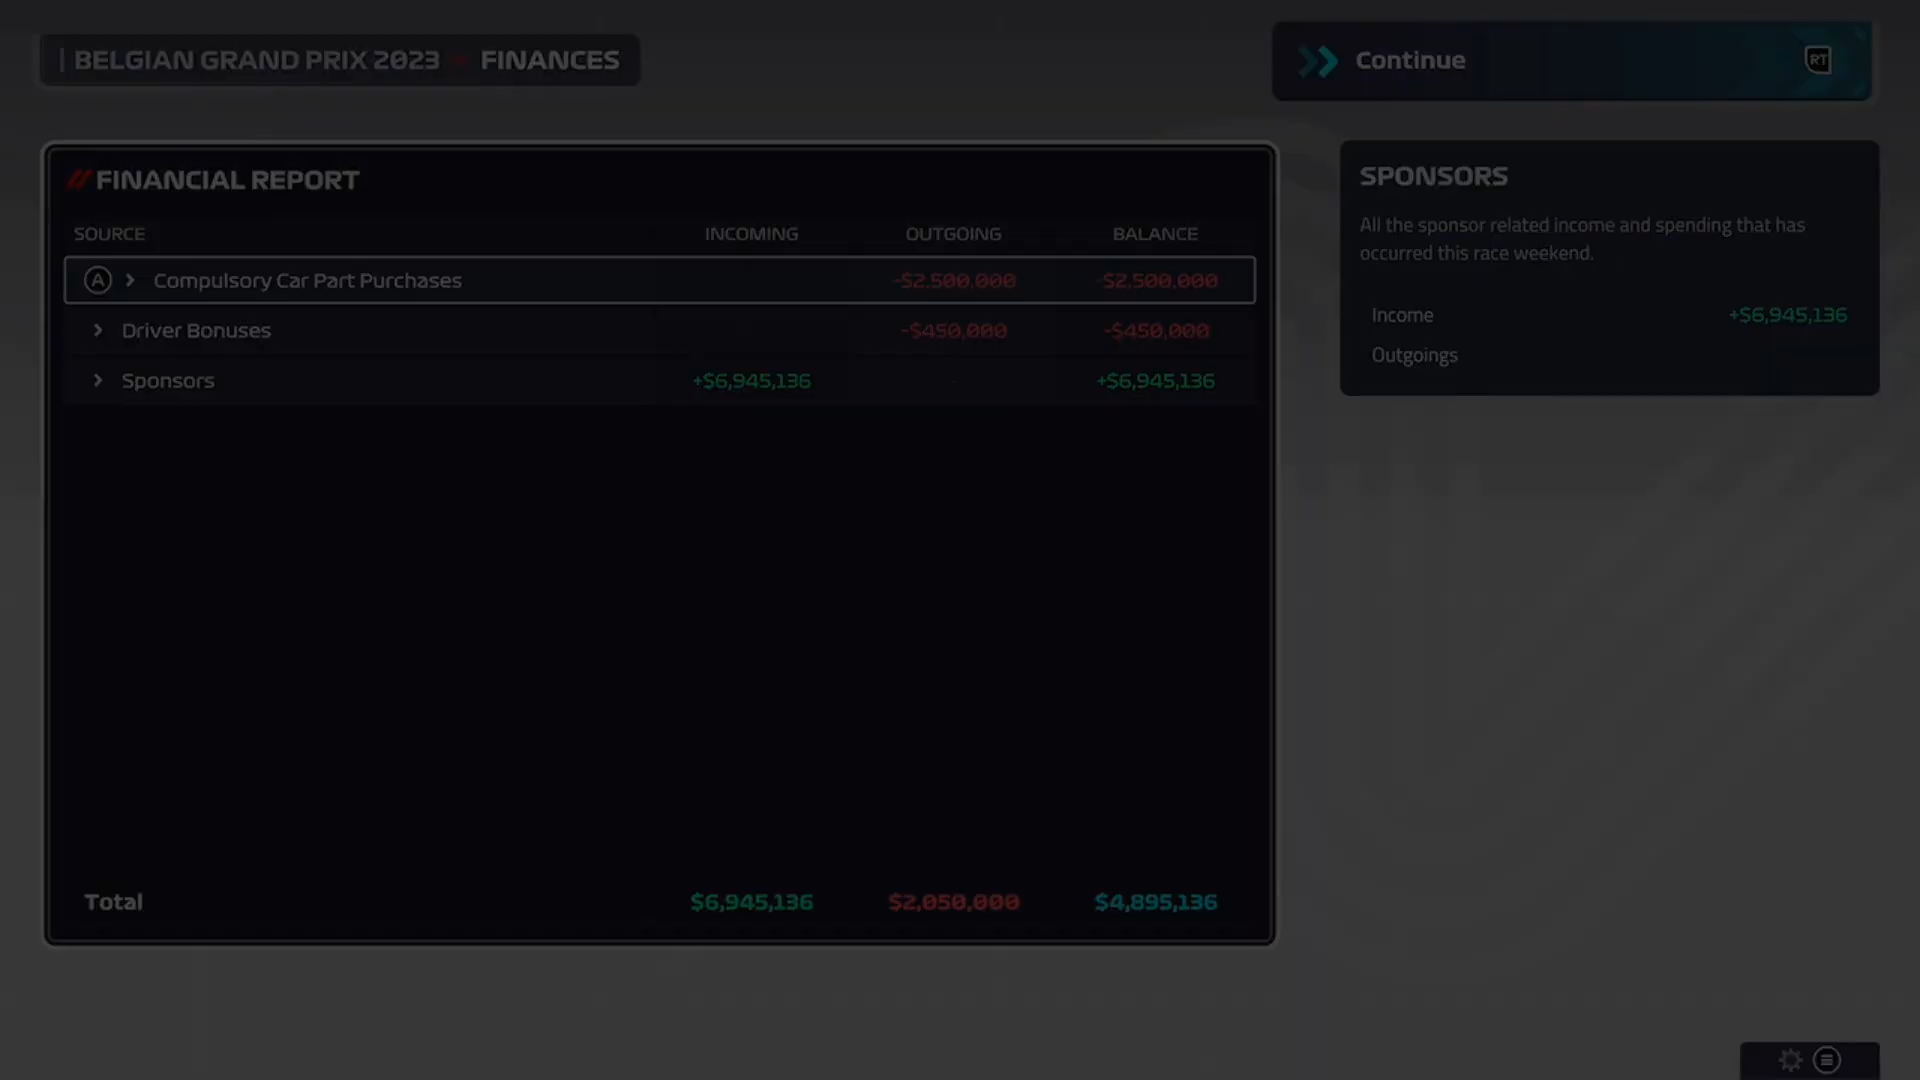 BELGIAN GRAND PRIX 2023 FINANCES
Continue
RT
FINANCIAL REPORT
SOURCE INCOMING OUTGOING BALANCE
A Compulsory Car Part Purchases -$2,500,000 -$2,500,000
Driver Bonuses -$450,000 -$450,000
Sponsors +$6,945,136 - +$6,945,136
Total $6,945,136 $2,050,000 $4,895,136
SPONSORS
All the sponsor related income and spending that has
occurred this race weekend.
Income +$6,945,136
Outgoings